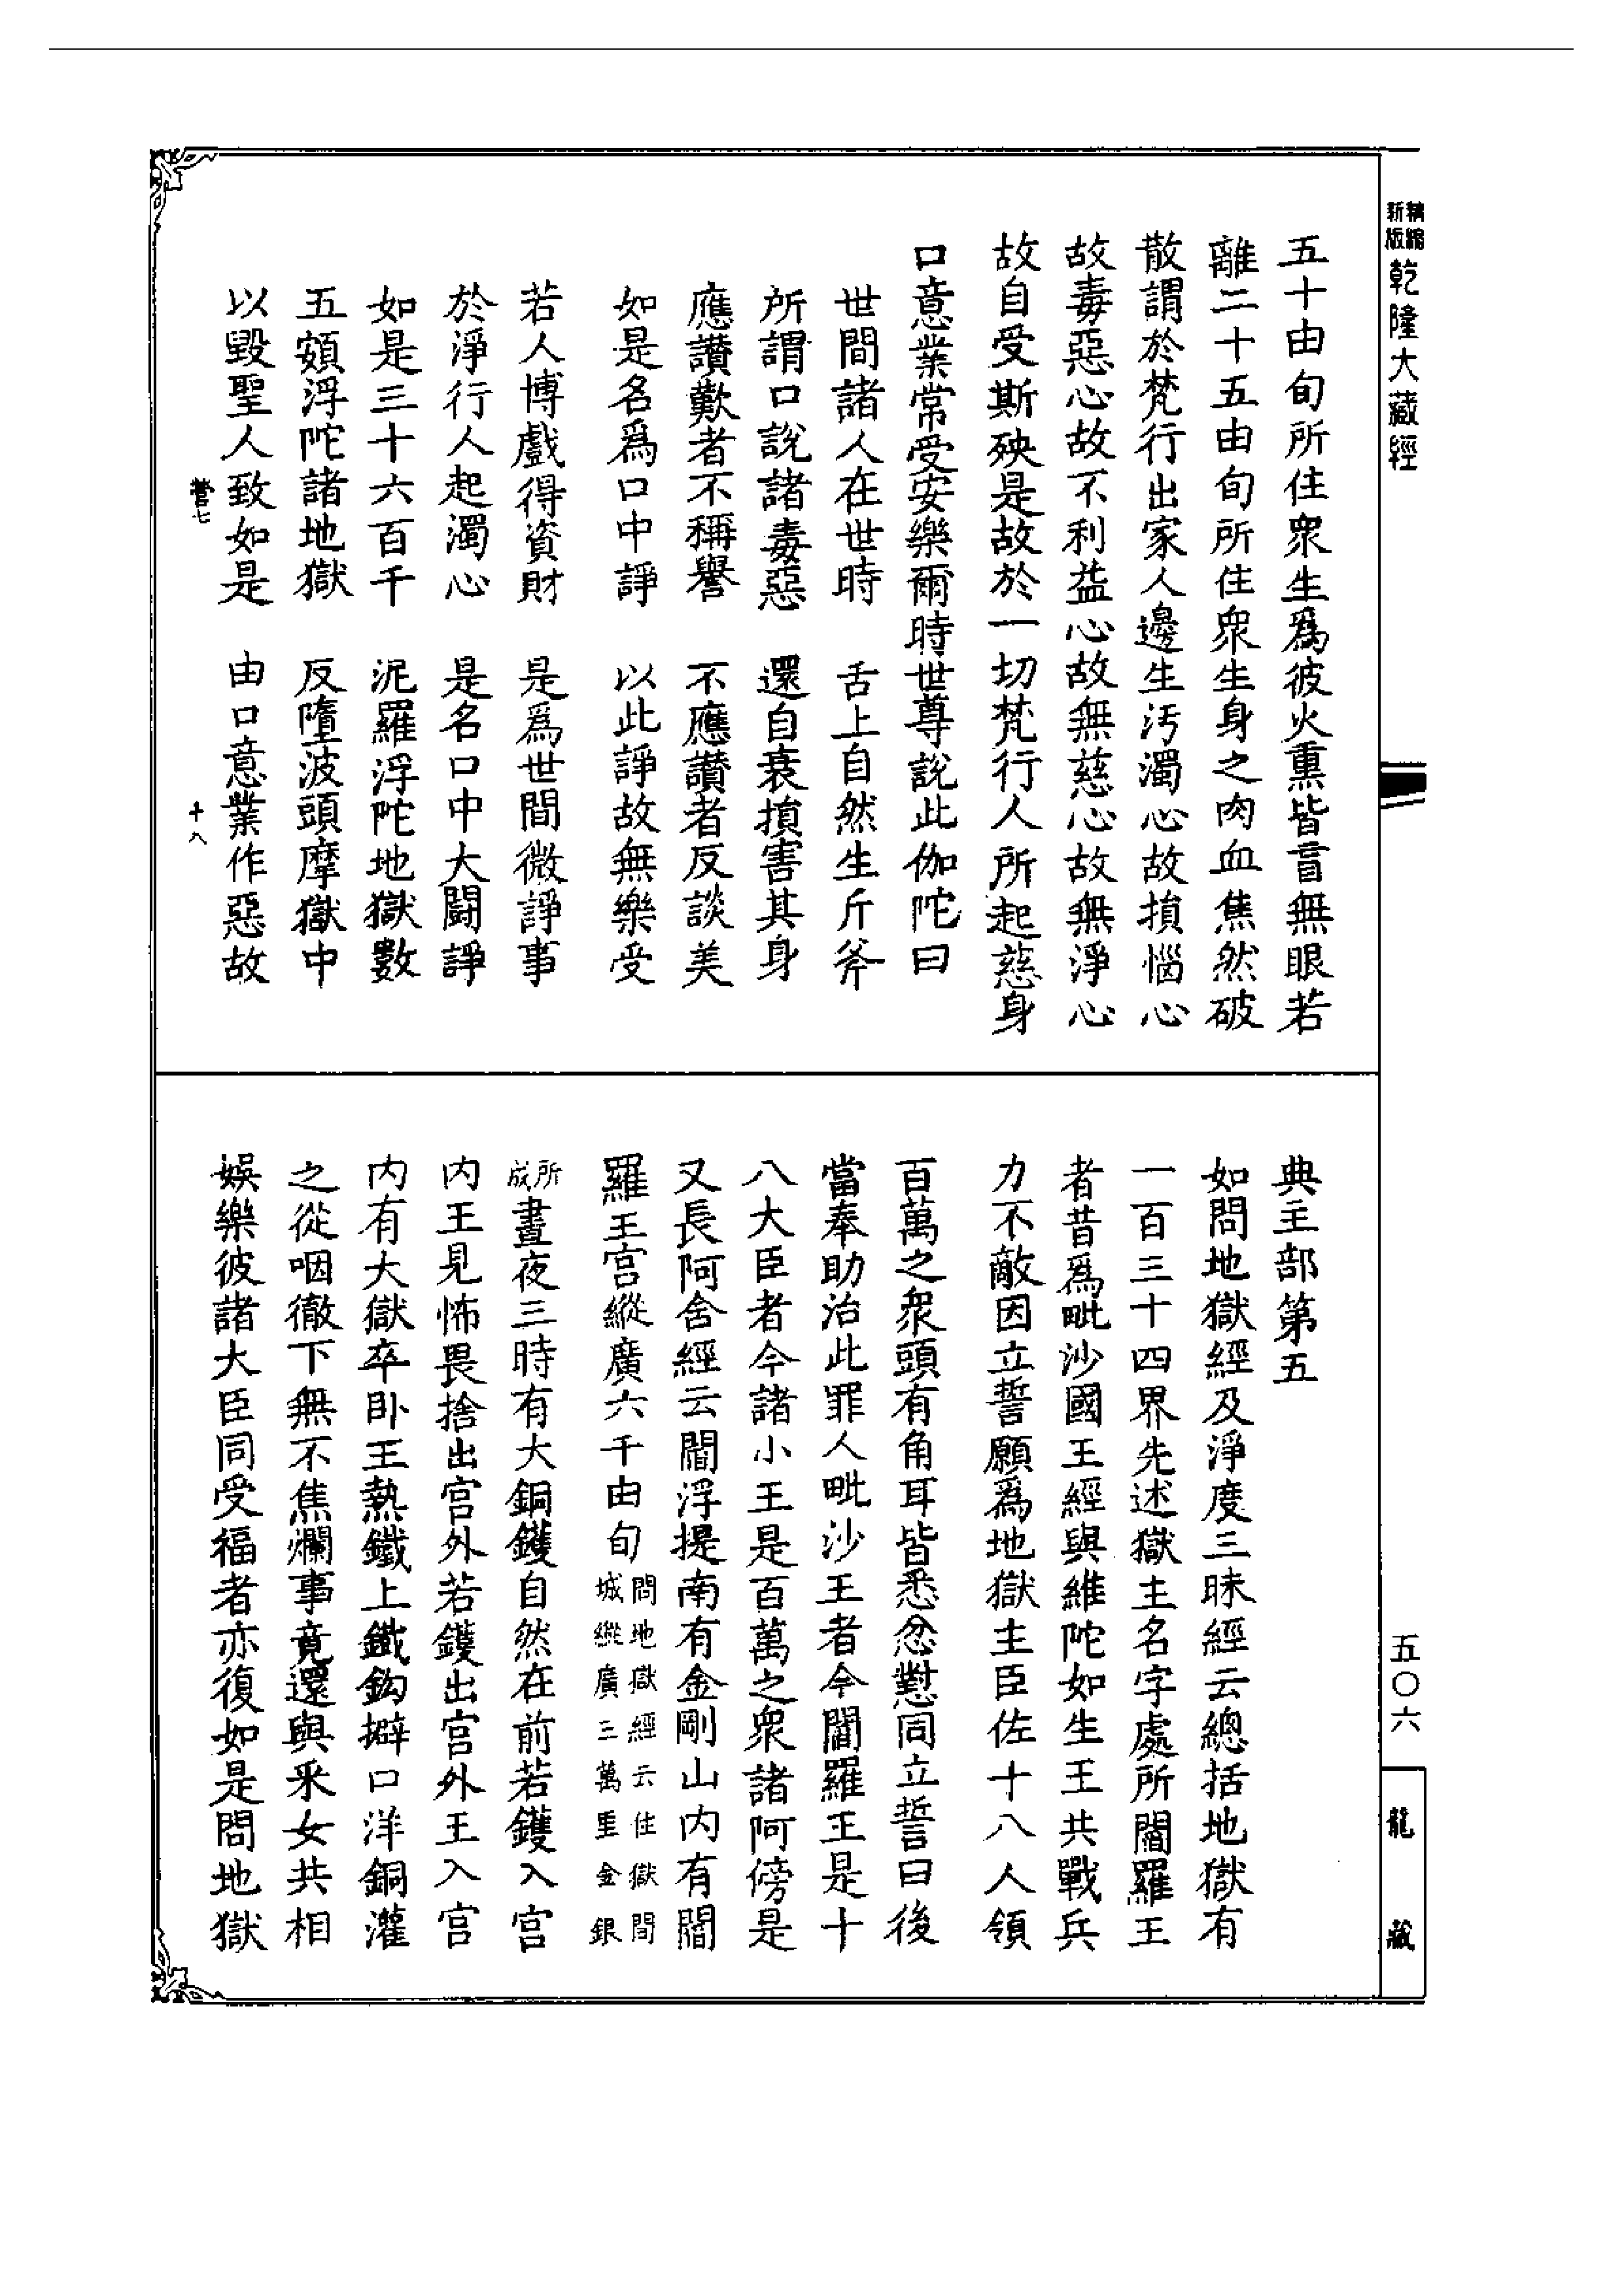 新版精縮乾隆大藏經
五十由旬所住衆生爲彼火熏皆盲無眼若
離二十五由旬所住衆生身之肉血焦然破
散謂於梵行出家人邊生汚濁心故損惱心
故毒惡心故不利益心故無慈心故無淨心
故自受斯殃是故於一切梵行人所起慈身
口意業常受安樂爾時世尊說此伽陀曰
世間諸人在世時　舌上自然生斤斧
所謂口說諸毒惡　還自衰損害其身
應讚歎者不稱譽　不應讚者反談美
如是名爲口中諍　以此諍故無樂受
若人博戲得資財　是爲世間微諍事
於淨行人起濁心　是名口中大鬪諍
如是三十六百千　泥羅浮陀地獄數
五頞浮陀諸地獄　反墮波頭摩獄中
以毀聖人致如是　由口意業作惡故
營七　十八
典主部第五
如問地獄經及淨度三昧經云總括地獄有
一百三十四界先述獄主名字處所閻羅王
者昔爲毗沙國王經與維陀如生王共戰兵
力不敵因立誓願爲地獄主臣佐十八人領
百萬之衆頭有角耳皆悉忿懟同立誓曰後
當奉助治此罪人毗沙王者今閻羅王是十
八大臣者今諸小王是百萬之衆諸阿傍是
又長阿舍經云閻浮提南有金剛山內有閻
羅王宮縱廣六千由旬問地獄經云住獄間城縱廣三萬里金銀
所成晝夜三時有大銅鑊自然在前若鑊入宮
內王見怖畏捨出宮外若鑊出宮外王入宮
內有大獄卒臥王熱鐵上鐵鈎擗口洋銅灌
之從咽徹下無不焦爛事竟還與采女共相
娛樂彼諸大臣同受福者亦復如是問地獄
五〇六
龍藏